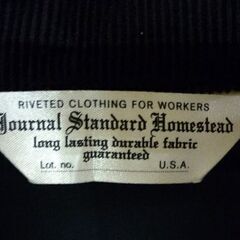 RIVETED CLOTHING FOR WORKERS
Journal Standard Homestead
long lasting durable fabric
guaranteed
Lot. no. U.S.A.